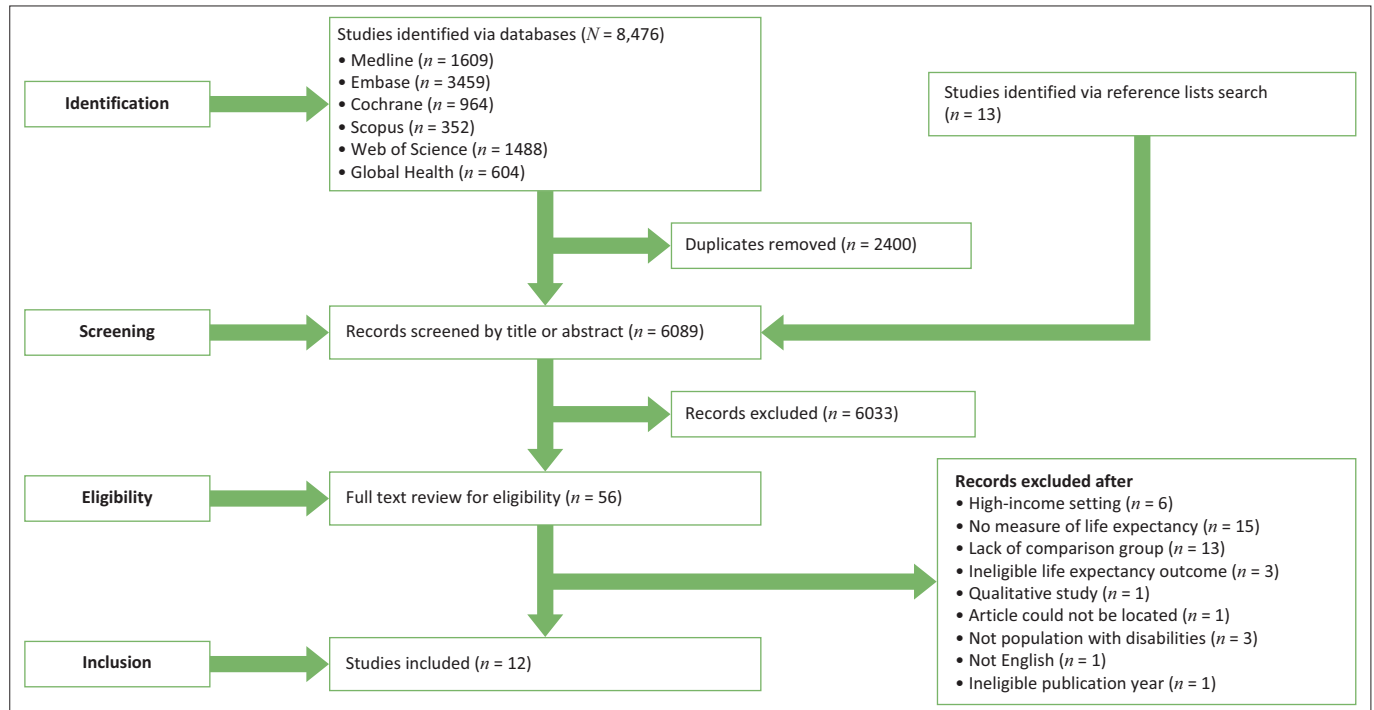 Identification
Studies identified via databases (N = 8,476)
• Medline (n = 1609)
• Embase (n = 3459)
• Cochrane (n = 964)
• Scopus (n = 352)
• Web of Science (n = 1488)
• Global Health (n = 604)
Studies identified via reference lists search
(n = 13)
Duplicates removed (n = 2400)
Screening
Records screened by title or abstract (n = 6089)
Records excluded (n = 6033)
Eligibility
Full text review for eligibility (n = 56)
Records excluded after
• High-income setting (n = 6)
• No measure of life expectancy (n = 15)
• Lack of comparison group (n = 13)
• Ineligible life expectancy outcome (n = 3)
• Qualitative study (n = 1)
• Article could not be located (n = 1)
• Not population with disabilities (n = 3)
• Not English (n = 1)
• Ineligible publication year (n = 1)
Inclusion
Studies included (n = 12)